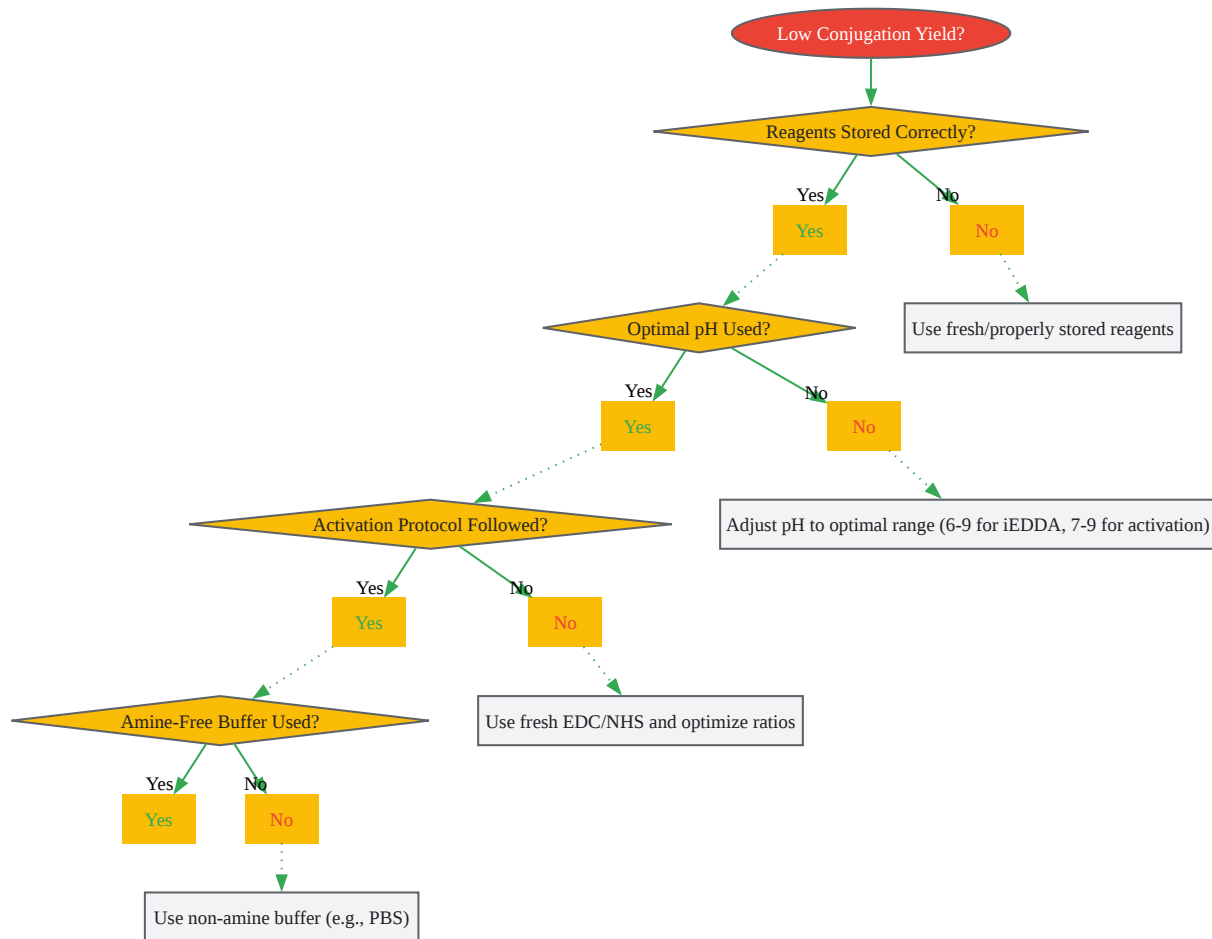 Low Conjugation Yield?
Reagents Stored Correctly?
Yes
No
Yes
No
Optimal pH Used?
Use fresh/properly stored reagents
Yes
No
Yes
No
Activation Protocol Followed?
Adjust pH to optimal range (6-9 for iEDDA, 7-9 for activation)
Yes
No
Yes
No
Amine-Free Buffer Used?
Use fresh EDC/NHS and optimize ratios
Yes
No
Yes
No
Use non-amine buffer (e.g., PBS)